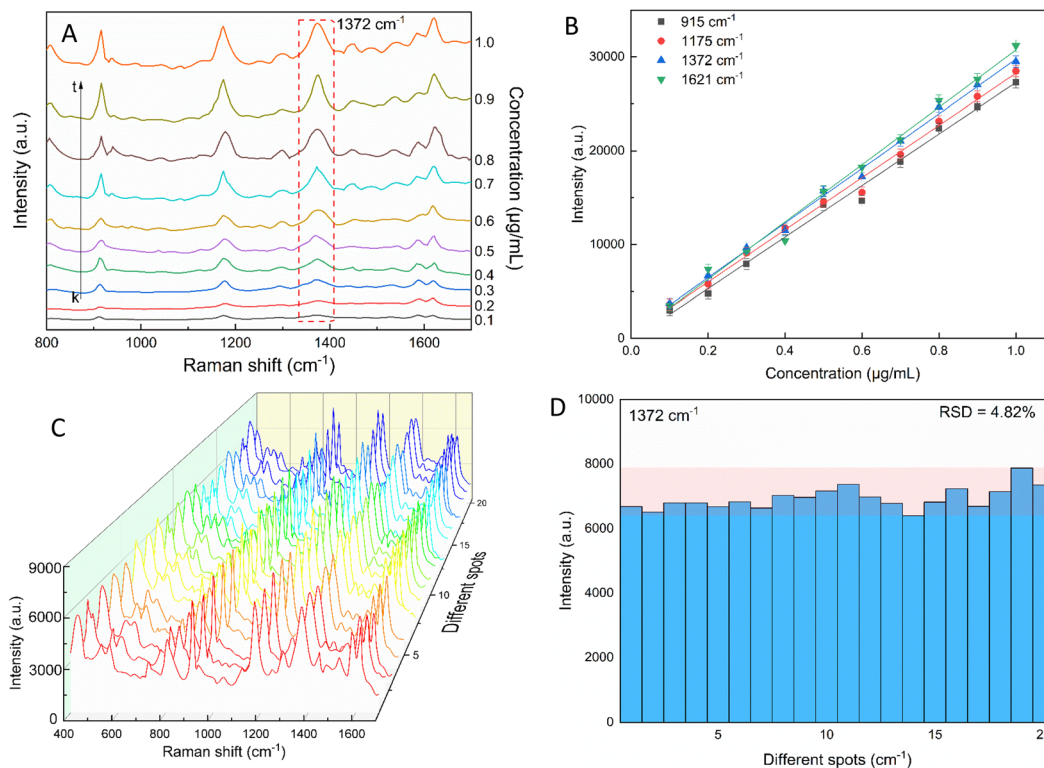 A
1372 cm⁻¹
t
k
Intensity (a.u.)
1.0
0.9
0.8
0.7
0.6
0.5
0.4
0.3
0.2
0.1
Concentration (µg/mL)
800 1000 1200 1400 1600
Raman shift (cm⁻¹)
B
915 cm⁻¹
1175 cm⁻¹
1372 cm⁻¹
1621 cm⁻¹
30000
20000
10000
0
Intensity (a.u.)
0.0 0.2 0.4 0.6 0.8 1.0
Concentration (µg/mL)
C
9000
6000
3000
0
Intensity (a.u.)
400 600 800 1000 1200 1400 1600
Raman shift (cm⁻¹)
5
10
15
20
Different spots
D
1372 cm⁻¹
RSD = 4.82%
10000
8000
6000
4000
2000
0
Intensity (a.u.)
5 10 15 2
Different spots (cm⁻¹)